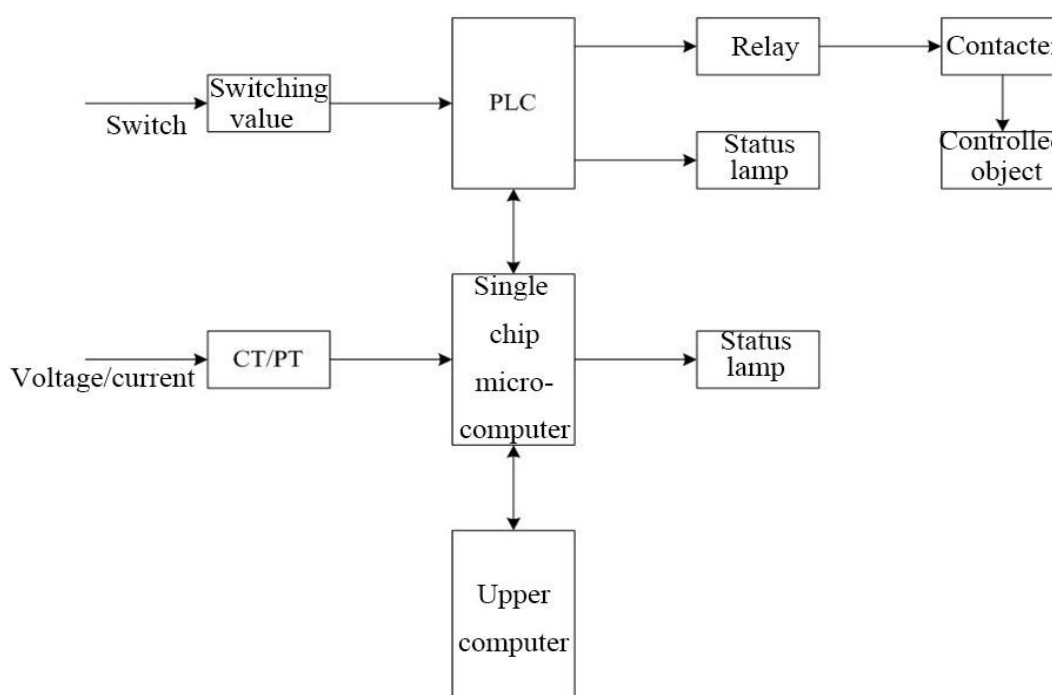 Switch
Switching
value
PLC
Relay
Contacter
Status
lamp
Controlled
object
Voltage/current
CT/PT
Single
chip
micro-
computer
Status
lamp
Upper
computer